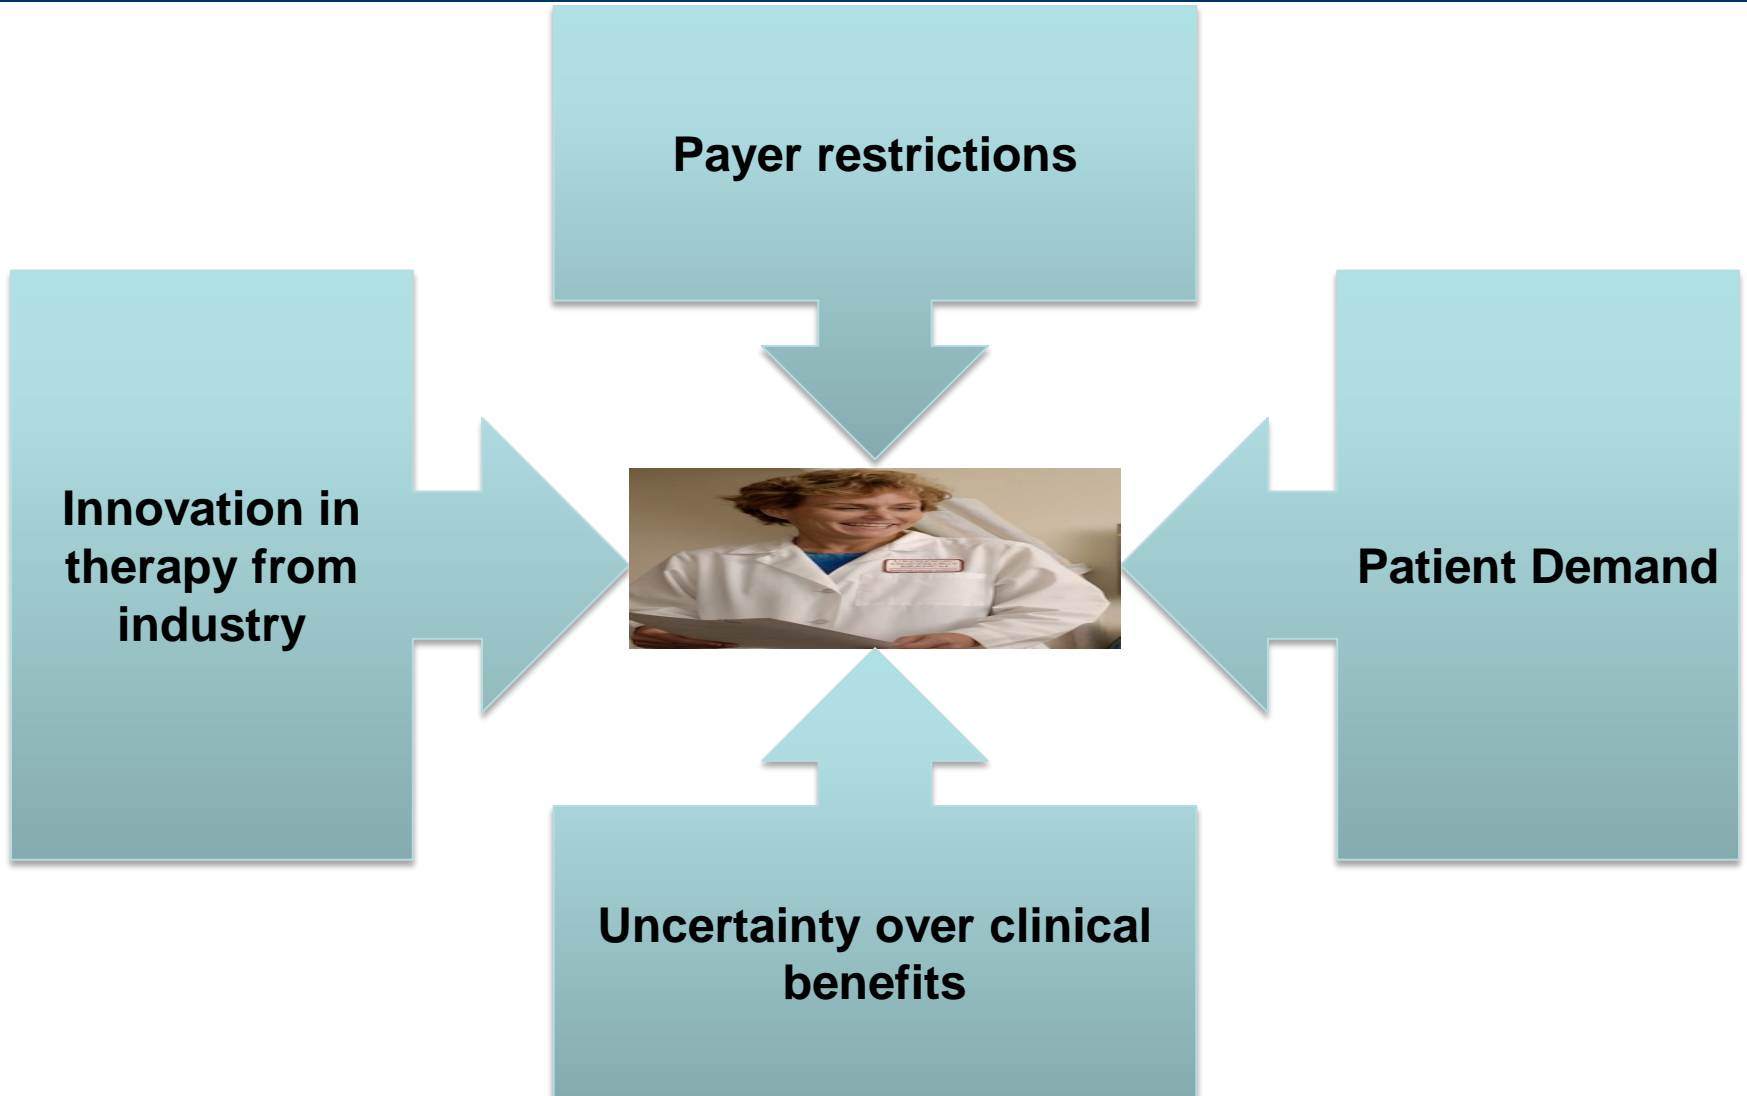 Payer restrictions
Innovation in
therapy from
industry
Patient Demand
Uncertainty over clinical
benefits